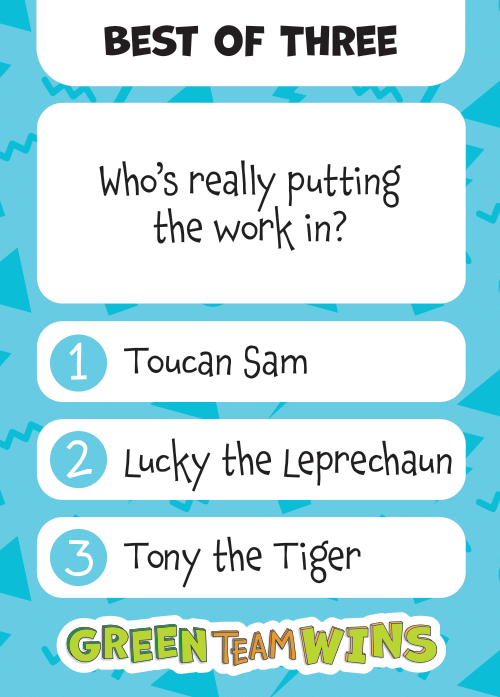 BEST OF THREE
Who's really putting
the work in?
1 Toucan Sam
2 Lucky the Leprechaun
3 Tony the Tiger
GREEN TEAM WINS